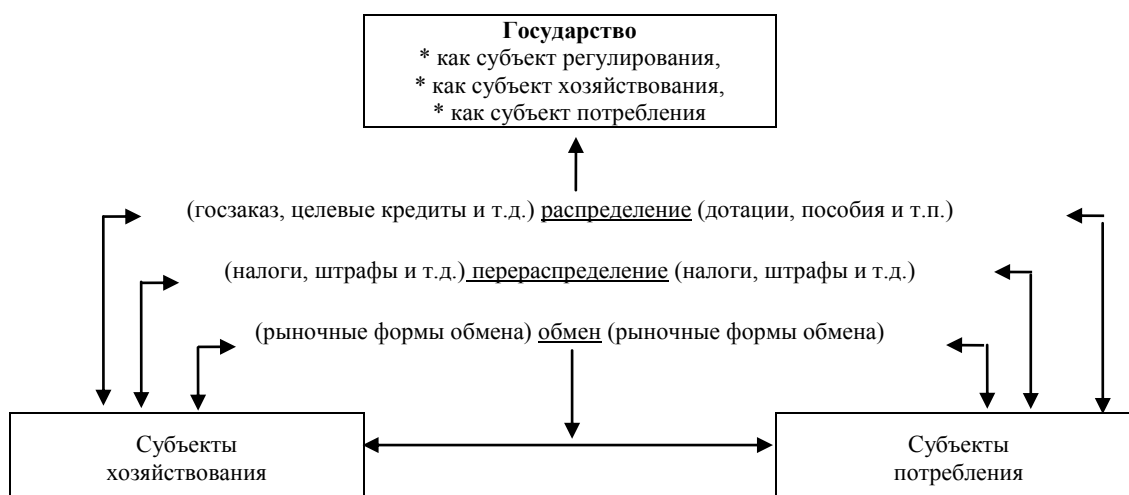 Государство
* как субъект регулирования,
* как субъект хозяйствования,
* как субъект потребления
(госзаказ, целевые кредиты и т.д.) распределение (дотации, пособия и т.п.)
(налоги, штрафы и т.д.) перераспределение (налоги, штрафы и т.д.)
(рыночные формы обмена) обмен (рыночные формы обмена)
Субъекты
хозяйствования
Субъекты
потребления